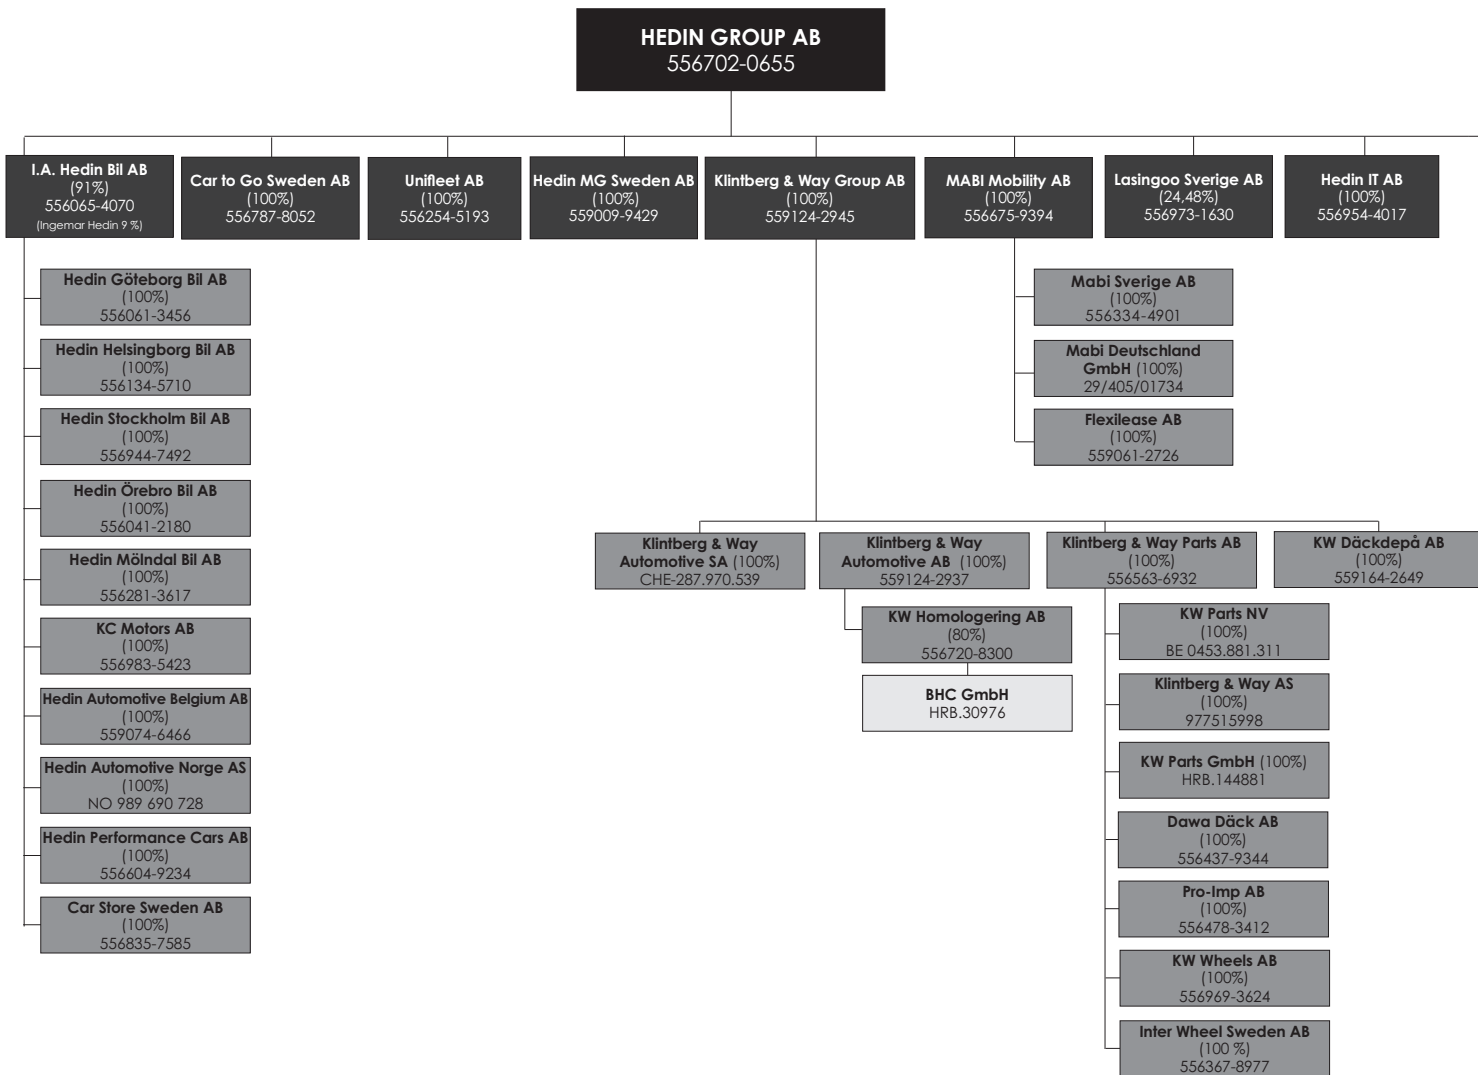 HEDIN GROUP AB
556702-0655
I.A. Hedin Bil AB
(91%)
556065-4070
(Ingemar Hedin 9 %)
Car to Go Sweden AB
(100%)
556787-8052
Unifleet AB
(100%)
556254-5193
Hedin MG Sweden AB
(100%)
559009-9429
Klintberg & Way Group AB
(100%)
559124-2945
MABI Mobility AB
(100%)
556675-9394
Lasingoo Sverige AB
(24,48%)
556973-1630
Hedin IT AB
(100%)
556954-4017
Hedin Göteborg Bil AB
(100%)
556061-3456
Hedin Helsingborg Bil AB
(100%)
556134-5710
Hedin Stockholm Bil AB
(100%)
556944-7492
Hedin Örebro Bil AB
(100%)
556041-2180
Hedin Mölndal Bil AB
(100%)
556281-3617
KC Motors AB
(100%)
556983-5423
Hedin Automotive Belgium AB
(100%)
559074-6466
Hedin Automotive Norge AS
(100%)
NO 989 690 728
Hedin Performance Cars AB
(100%)
556604-9234
Car Store Sweden AB
(100%)
556835-7585
Mabi Sverige AB
(100%)
556334-4901
Mabi Deutschland
GmbH (100%)
29/405/01734
Flexilease AB
(100%)
559061-2726
Klintberg & Way
Automotive SA (100%)
CHE-287.970.539
Klintberg & Way
Automotive AB (100%)
559124-2937
KW Homologering AB
(80%)
556720-8300
BHC GmbH
HRB.30976
Klintberg & Way Parts AB
(100%)
556563-6932
KW Parts NV
(100%)
BE 0453.881.311
Klintberg & Way AS
(100%)
977515998
KW Parts GmbH (100%)
HRB.144881
Dawa Däck AB
(100%)
556437-9344
Pro-Imp AB
(100%)
556478-3412
KW Wheels AB
(100%)
556969-3624
Inter Wheel Sweden AB
(100 %)
556367-8977
KW Däckdepå AB
(100%)
559164-2649